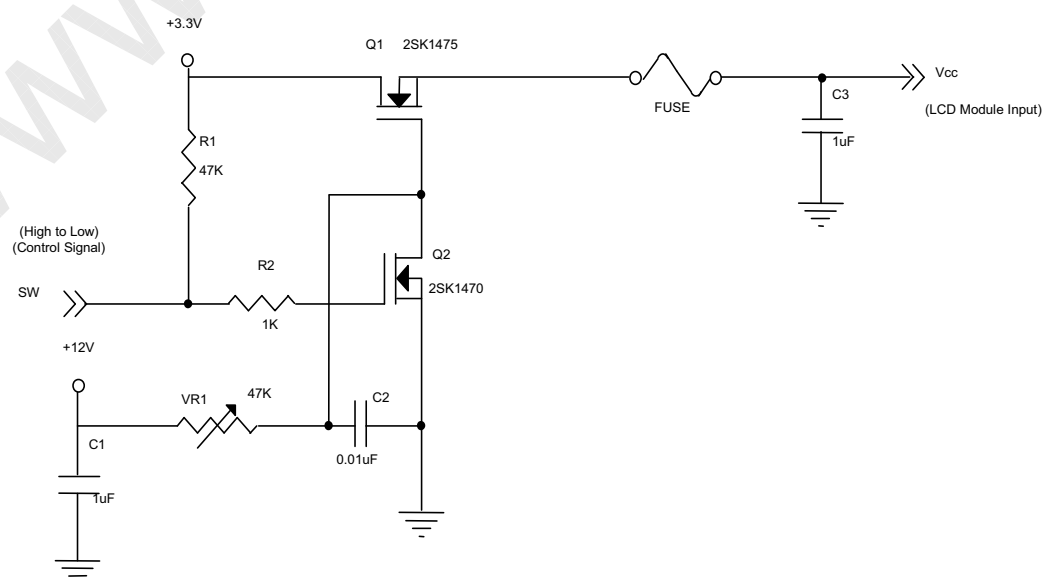 +3.3V
Q1 2SK1475
Vcc
FUSE
C3
(LCD Module Input)
R1
1uF
47K
(High to Low)
(Control Signal)
Q2
R2
SW
2SK1470
1K
+12V
VR1
47K
C2
C1
0.01uF
1uF